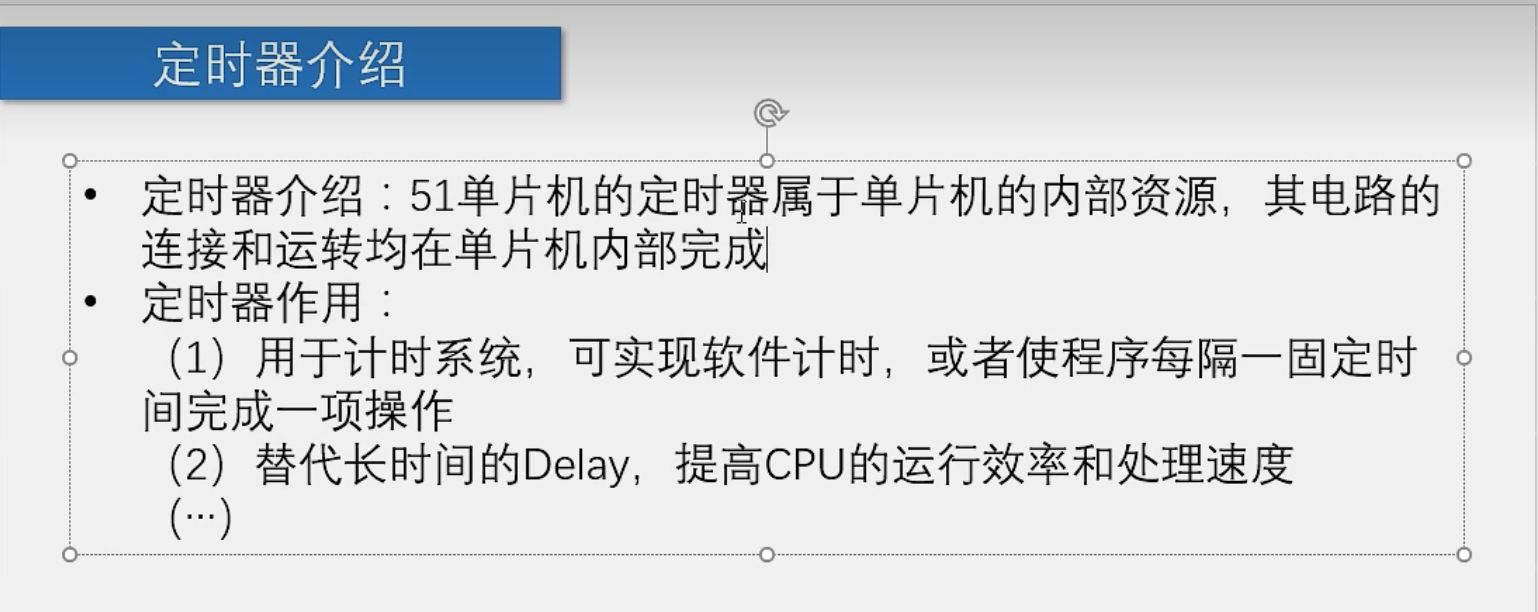 定时器介绍
• 定时器介绍：51单片机的定时器属于单片机的内部资源，其电路的
连接和运转均在单片机内部完成
• 定时器作用：
（1）用于计时系统，可实现软件计时，或者使程序每隔一固定时
间完成一项操作
（2）替代长时间的Delay，提高CPU的运行效率和处理速度
（…）